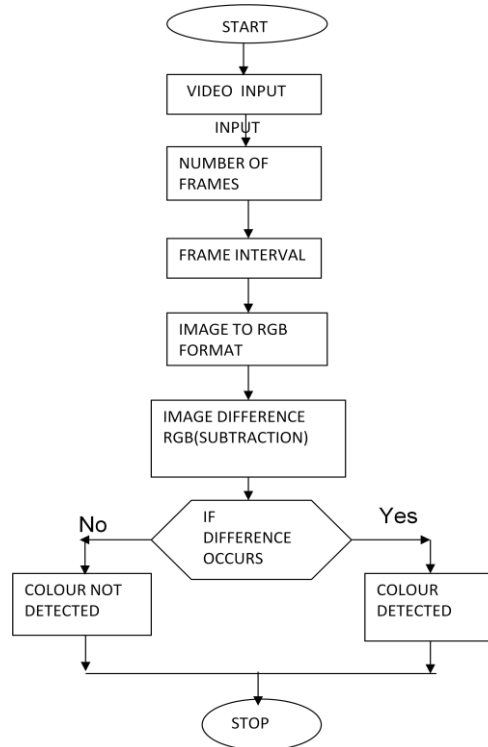 START
VIDEO INPUT
INPUT
NUMBER OF
FRAMES
FRAME INTERVAL
IMAGE TO RGB
FORMAT
IMAGE DIFFERENCE
RGB(SUBTRACTION)
IF
DIFFERENCE
OCCURS
No
Yes
COLOUR NOT
DETECTED
COLOUR
DETECTED
STOP